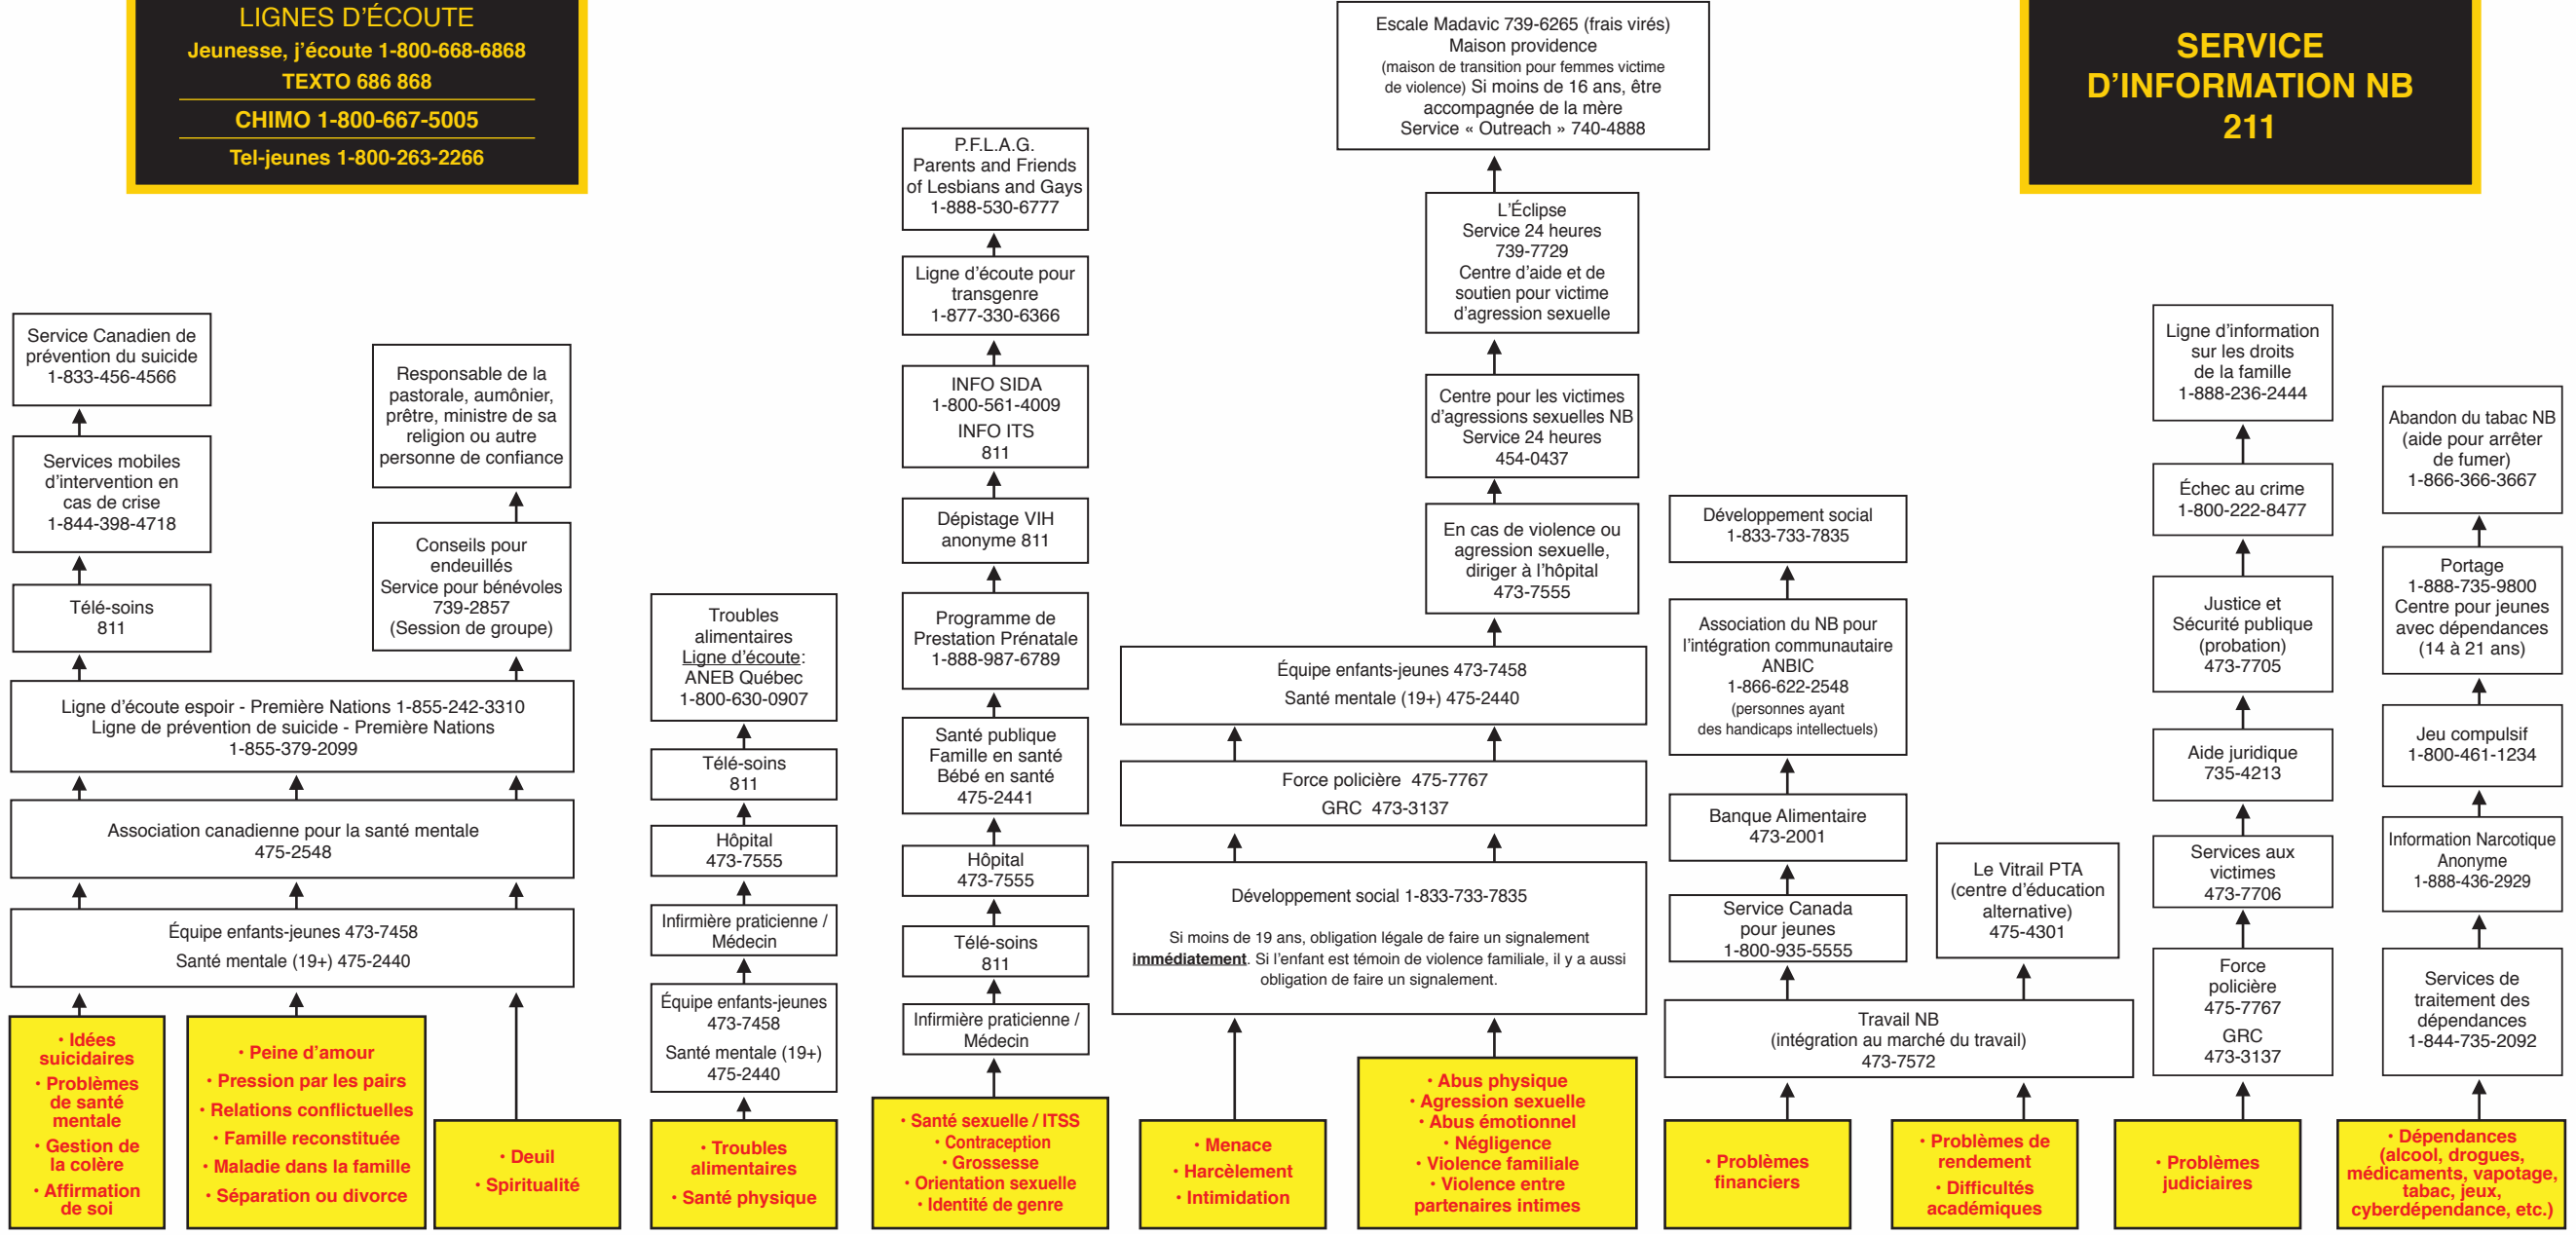 LIGNES D'ÉCOUTE
Jeunesse, j'écoute 1-800-668-6868
TEXTO 686 868
CHIMO 1-800-667-5005
Tel-jeunes 1-800-263-2266
SERVICE
D'INFORMATION NB
211
Service Canadien de
prévention du suicide
1-833-456-4566
Services mobiles
d'intervention en
cas de crise
1-844-398-4718
Télé-soins
811
Responsable de la
pastorale, aumônier,
prêtre, ministre de sa
religion ou autre
personne de confiance
Conseils pour
endeuillés
Service pour bénévoles
739-2857
(Session de groupe)
Ligne d'écoute espoir - Première Nations 1-855-242-3310
Ligne de prévention de suicide - Première Nations
1-855-379-2099
Association canadienne pour la santé mentale
475-2548
Équipe enfants-jeunes 473-7458
Santé mentale (19+) 475-2440
• Idées
suicidaires
• Problèmes
de santé
mentale
• Gestion de
la colère
• Affirmation
de soi
• Peine d'amour
• Pression par les pairs
• Relations conflictuelles
• Famille reconstituée
• Maladie dans la famille
• Séparation ou divorce
• Deuil
• Spiritualité
Troubles
alimentaires
Ligne d'écoute:
ANEB Québec
1-800-630-0907
Télé-soins
811
Hôpital
473-7555
Infirmière praticienne /
Médecin
Équipe enfants-jeunes
473-7458
Santé mentale (19+)
475-2440
• Troubles
alimentaires
• Santé physique
P.F.L.A.G.
Parents and Friends
of Lesbians and Gays
1-888-530-6777
Ligne d'écoute pour
transgenre
1-877-330-6366
INFO SIDA
1-800-561-4009
INFO ITS
811
Dépistage VIH
anonyme 811
Programme de
Prestation Prénatale
1-888-987-6789
Santé publique
Famille en santé
Bébé en santé
475-2441
Hôpital
473-7555
Télé-soins
811
Infirmière praticienne /
Médecin
• Santé sexuelle / ITSS
• Contraception
• Grossesse
• Orientation sexuelle
• Identité de genre
Escale Madavic 739-6265 (frais virés)
Maison providence
(maison de transition pour femmes victime
de violence) Si moins de 16 ans, être
accompagnée de la mère
Service « Outreach » 740-4888
L'Éclipse
Service 24 heures
739-7729
Centre d'aide et de
soutien pour victime
d'agression sexuelle
Centre pour les victimes
d'agressions sexuelles NB
Service 24 heures
454-0437
En cas de violence ou
agression sexuelle,
diriger à l'hôpital
473-7555
Équipe enfants-jeunes 473-7458
Santé mentale (19+) 475-2440
Force policière 475-7767
GRC 473-3137
Développement social 1-833-733-7835
Si moins de 19 ans, obligation légale de faire un signalement
immédiatement. Si l'enfant est témoin de violence familiale, il y a aussi
obligation de faire un signalement.
• Menace
• Harcèlement
• Intimidation
• Abus physique
• Agression sexuelle
• Abus émotionnel
• Négligence
• Violence familiale
• Violence entre
partenaires intimes
Développement social
1-833-733-7835
Association du NB pour
l'intégration communautaire
ANBIC
1-866-622-2548
(personnes ayant
des handicaps intellectuels)
Banque Alimentaire
473-2001
Service Canada
pour jeunes
1-800-935-5555
Le Vitrail PTA
(centre d'éducation
alternative)
475-4301
Travail NB
(intégration au marché du travail)
473-7572
• Problèmes
financiers
• Problèmes de
rendement
• Difficultés
académiques
Ligne d'information
sur les droits
de la famille
1-888-236-2444
Échec au crime
1-800-222-8477
Justice et
Sécurité publique
(probation)
473-7705
Aide juridique
735-4213
Services aux
victimes
473-7706
Force
policière
475-7767
GRC
473-3137
• Problèmes
judiciaires
Abandon du tabac NB
(aide pour arrêter
de fumer)
1-866-366-3667
Portage
1-888-735-9800
Centre pour jeunes
avec dépendances
(14 à 21 ans)
Jeu compulsif
1-800-461-1234
Information Narcotique
Anonyme
1-888-436-2929
Services de
traitement des
dépendances
1-844-735-2092
• Dépendances
(alcool, drogues,
médicaments, vapotage,
tabac, jeux,
cyberdépendance, etc.)